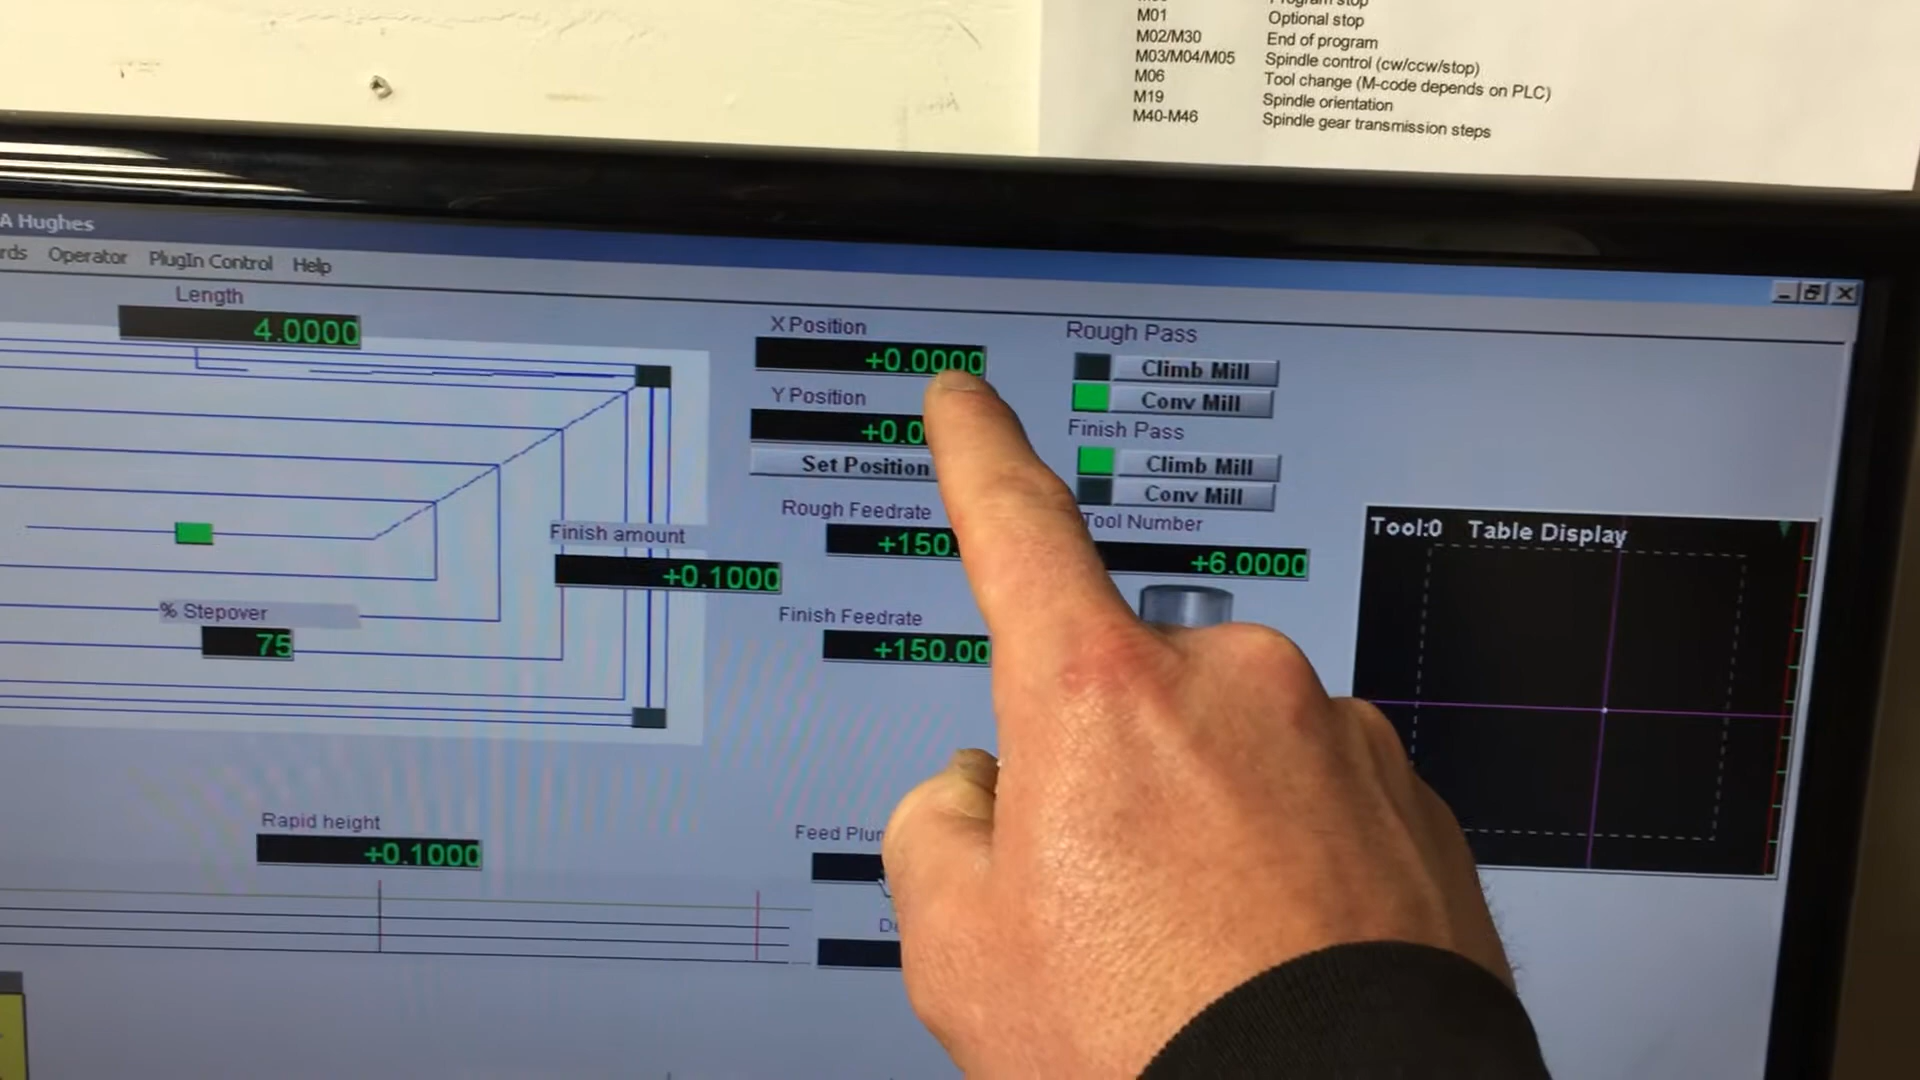 M01 Optional stop
M02/M30 End of program
M03/M04/M05 Spindle control (cw/ccw/stop)
M06 Tool change (M-code depends on PLC)
M19 Spindle orientation
M40-M46 Spindle gear transmission steps
A Hughes
Operator PlugIn Control Help
Length
4.0000
X Position
+0.0000
Y Position
Set Position
Rough Pass
Climb Mill
Conv Mill
Finish Pass
Climb Mill
Conv Mill
Rough Feedrate
Finish amount
+0.1000
Tool Number
+6.0000
Tool:0 Table Display
% Stepover
75
Finish Feedrate
+150.00
Rapid height
+0.1000
Feed